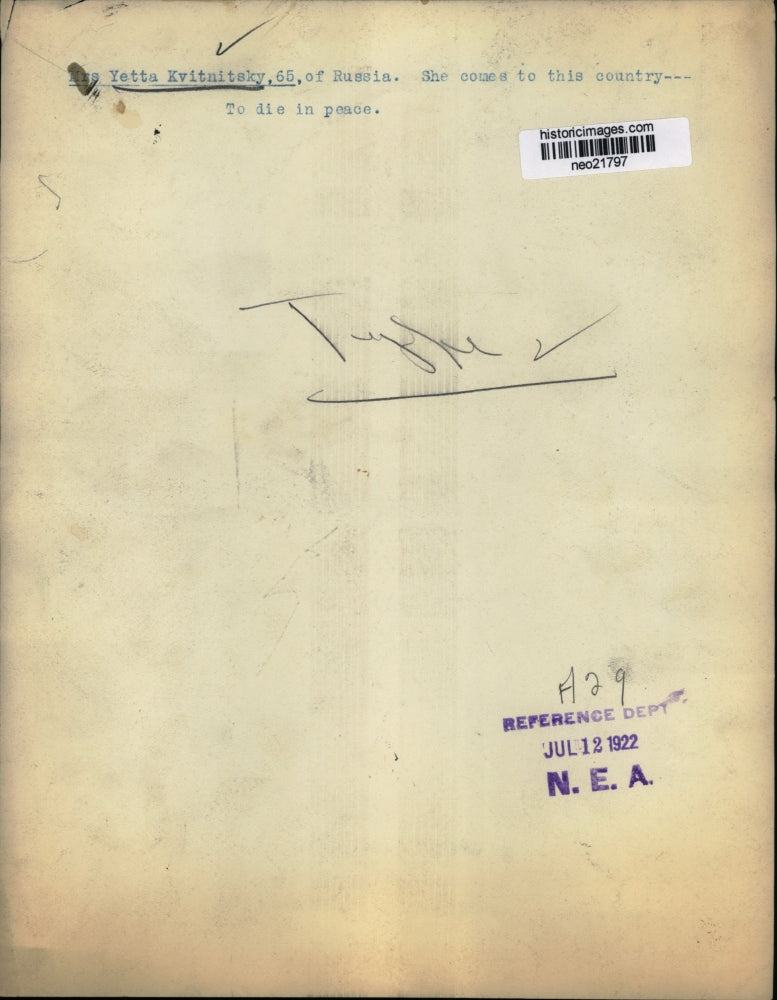 Mrs Yetta Kvitnitsky,65,of Russia. She comes to this country---
To die in peace.
historicimages.com
neo21797
A29
REFERENCE DEPT
JUL 12 1922
N. E. A.